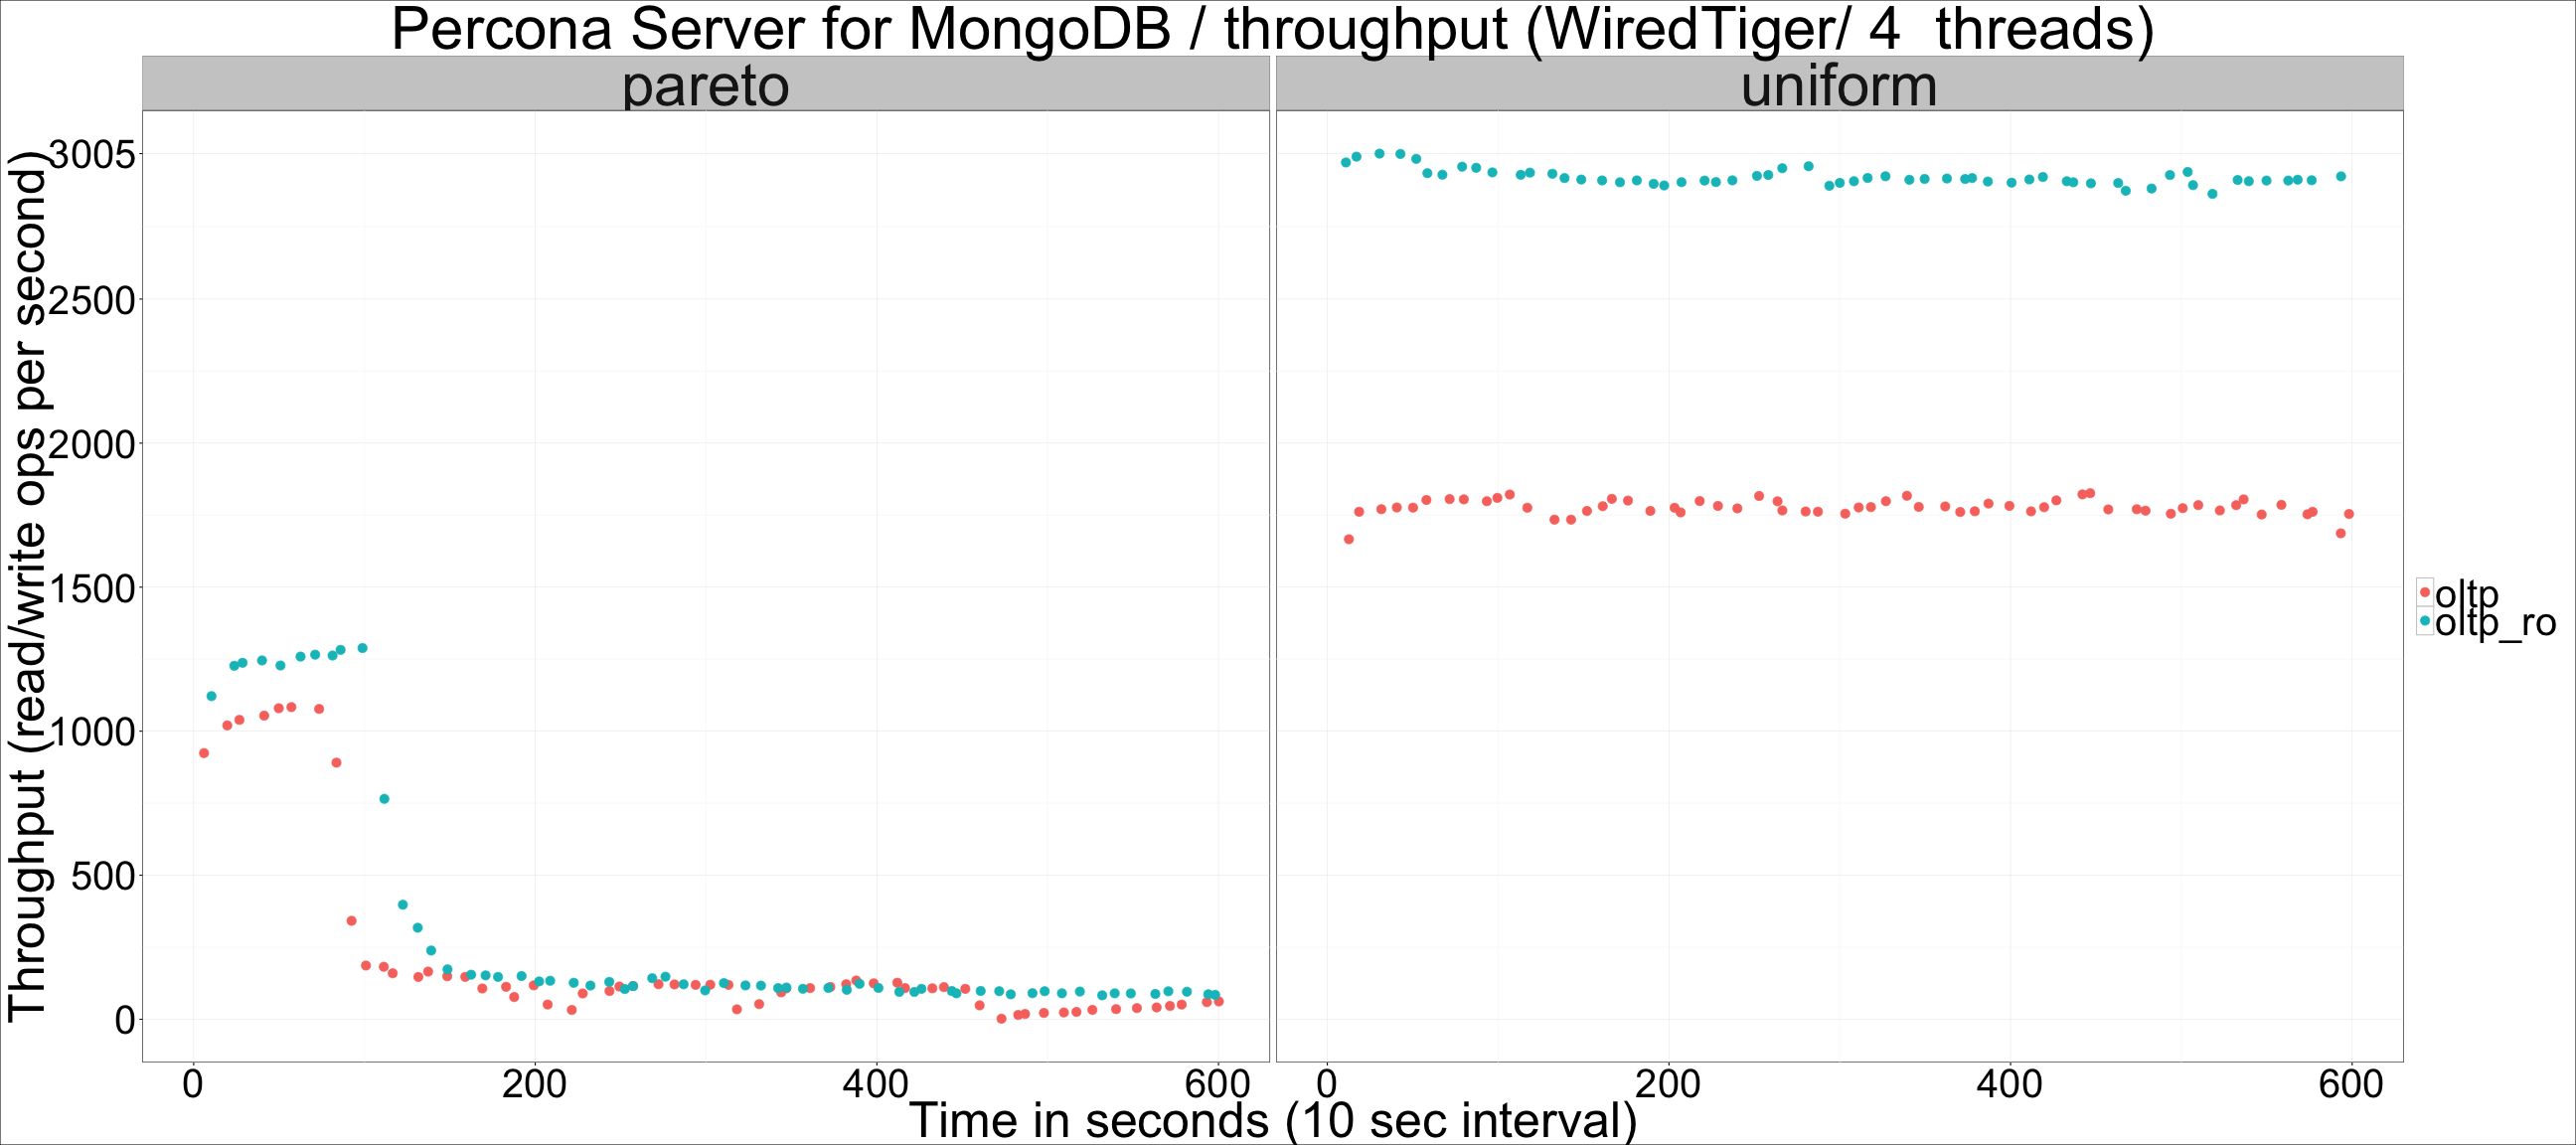 Percona Server for MongoDB / throughput (WiredTiger/ 4  threads)
pareto
uniform
Throughput (read/write ops per second)
3005
2500
2000
1500
1000
500
0
0 200 400 600
0 200 400 600
Time in seconds (10 sec interval)
oltp
oltp_ro